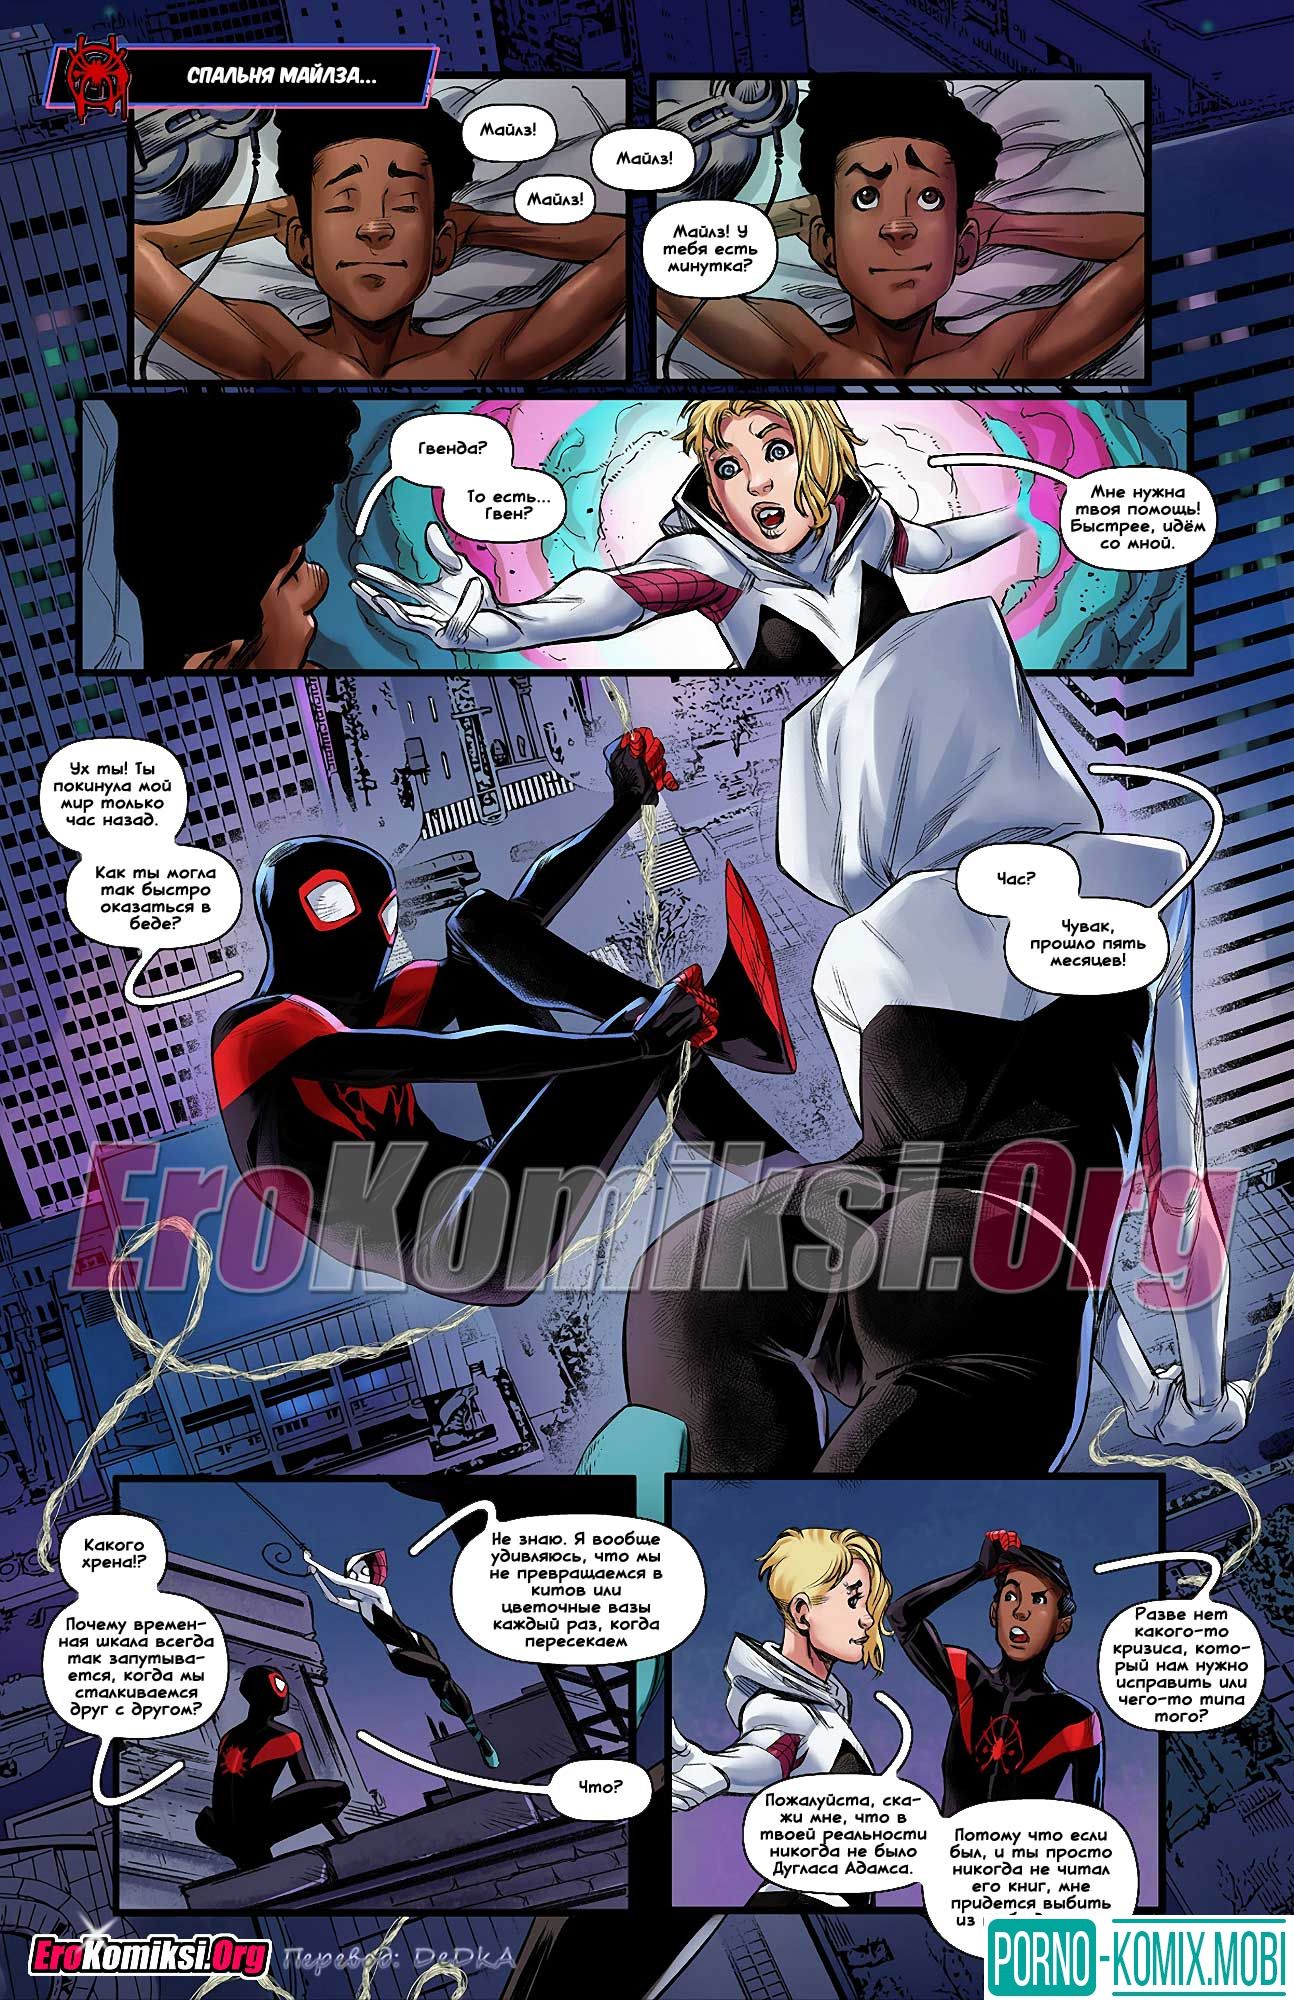 СПАЛЬНЯ МАЙЛЗА...
Майлз!
Майлз!
Майлз!
Майлз! У
тебя есть
минутка?
Гвенда?
То есть...
Гвен?
Мне нужна
твоя помощь!
Быстрее, идём
со мной.
Ух ты! Ты
покинула мой
мир только
час назад.
Как ты могла
так быстро
оказаться в
беде?
Час?
Чувак,
прошло пять
месяцев!
EroKomiksi.Org
Какого
хрена!?
Почему времен-
ная шкала всегда
так запутыва-
ется, когда мы
сталкиваемся
друг с другом?
Не знаю. Я вообще
удивляюсь, что мы
не превращаемся в
китов или
цветочные вазы
каждый раз, когда
пересекаем
Что?
Разве нет
какого-то
кризиса, кото-
рый нам нужно
исправить или
чего-то типа
того?
Пожалуйста, ска-
жи мне, что в
твоей реальности
никогда не было
Дугласа Адамса.
Потому что если
был, и ты просто
никогда не читал
его книг, мне
придется выбить
из
EroKomiksi.Org
Перевод: DeDkA
PORNO-KOMIX.MOBI